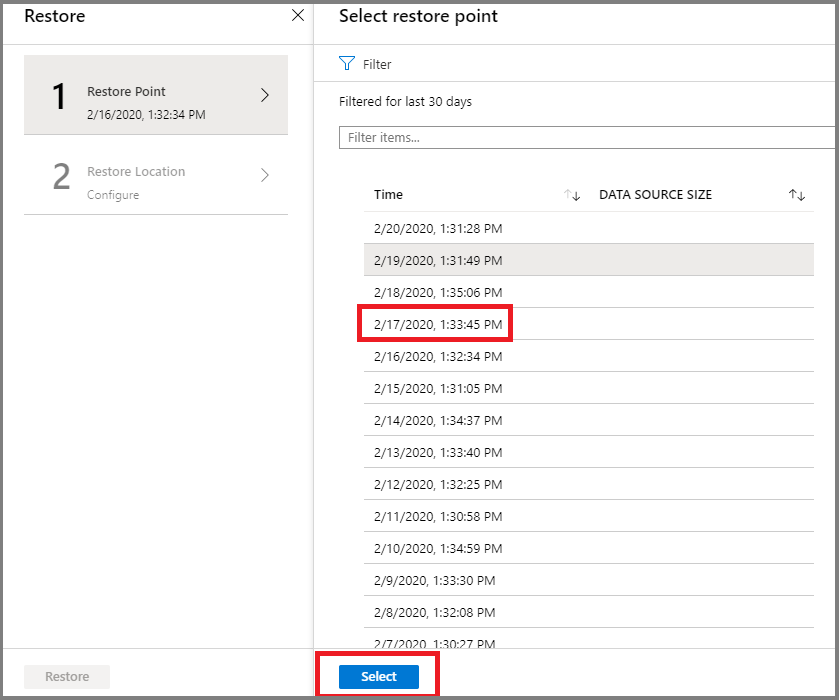 Restore
1
Restore Point
2/16/2020, 1:32:34 PM
2
Restore Location
Configure
Restore
Select restore point
Filter
Filtered for last 30 days
Filter items...
Time DATA SOURCE SIZE
2/20/2020, 1:31:28 PM
2/19/2020, 1:31:49 PM
2/18/2020, 1:35:06 PM
2/17/2020, 1:33:45 PM
2/16/2020, 1:32:34 PM
2/15/2020, 1:31:05 PM
2/14/2020, 1:34:37 PM
2/13/2020, 1:33:40 PM
2/12/2020, 1:32:25 PM
2/11/2020, 1:30:58 PM
2/10/2020, 1:34:59 PM
2/9/2020, 1:33:30 PM
2/8/2020, 1:32:08 PM
2/7/2020, 1:30:27 PM
Select